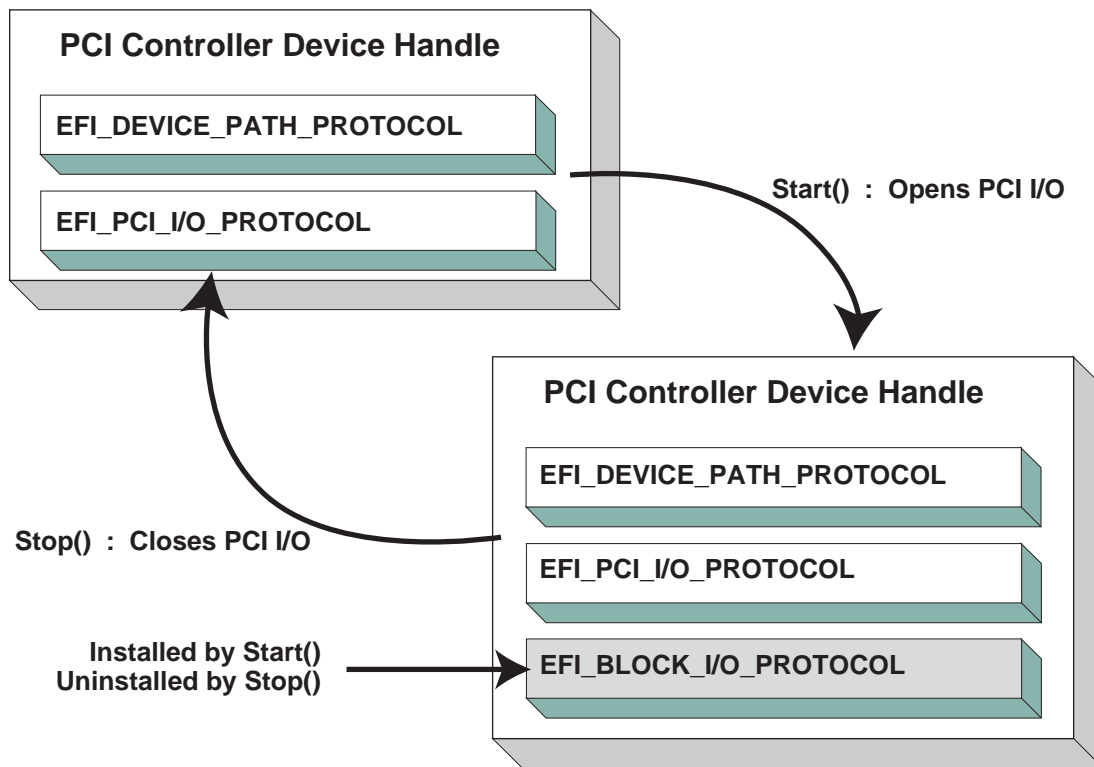 PCI Controller Device Handle
EFI_DEVICE_PATH_PROTOCOL
EFI_PCI_I/O_PROTOCOL
Start() : Opens PCI I/O
PCI Controller Device Handle
EFI_DEVICE_PATH_PROTOCOL
Stop() : Closes PCI I/O
EFI_PCI_I/O_PROTOCOL
Installed by Start()
Uninstalled by Stop()
EFI_BLOCK_I/O_PROTOCOL